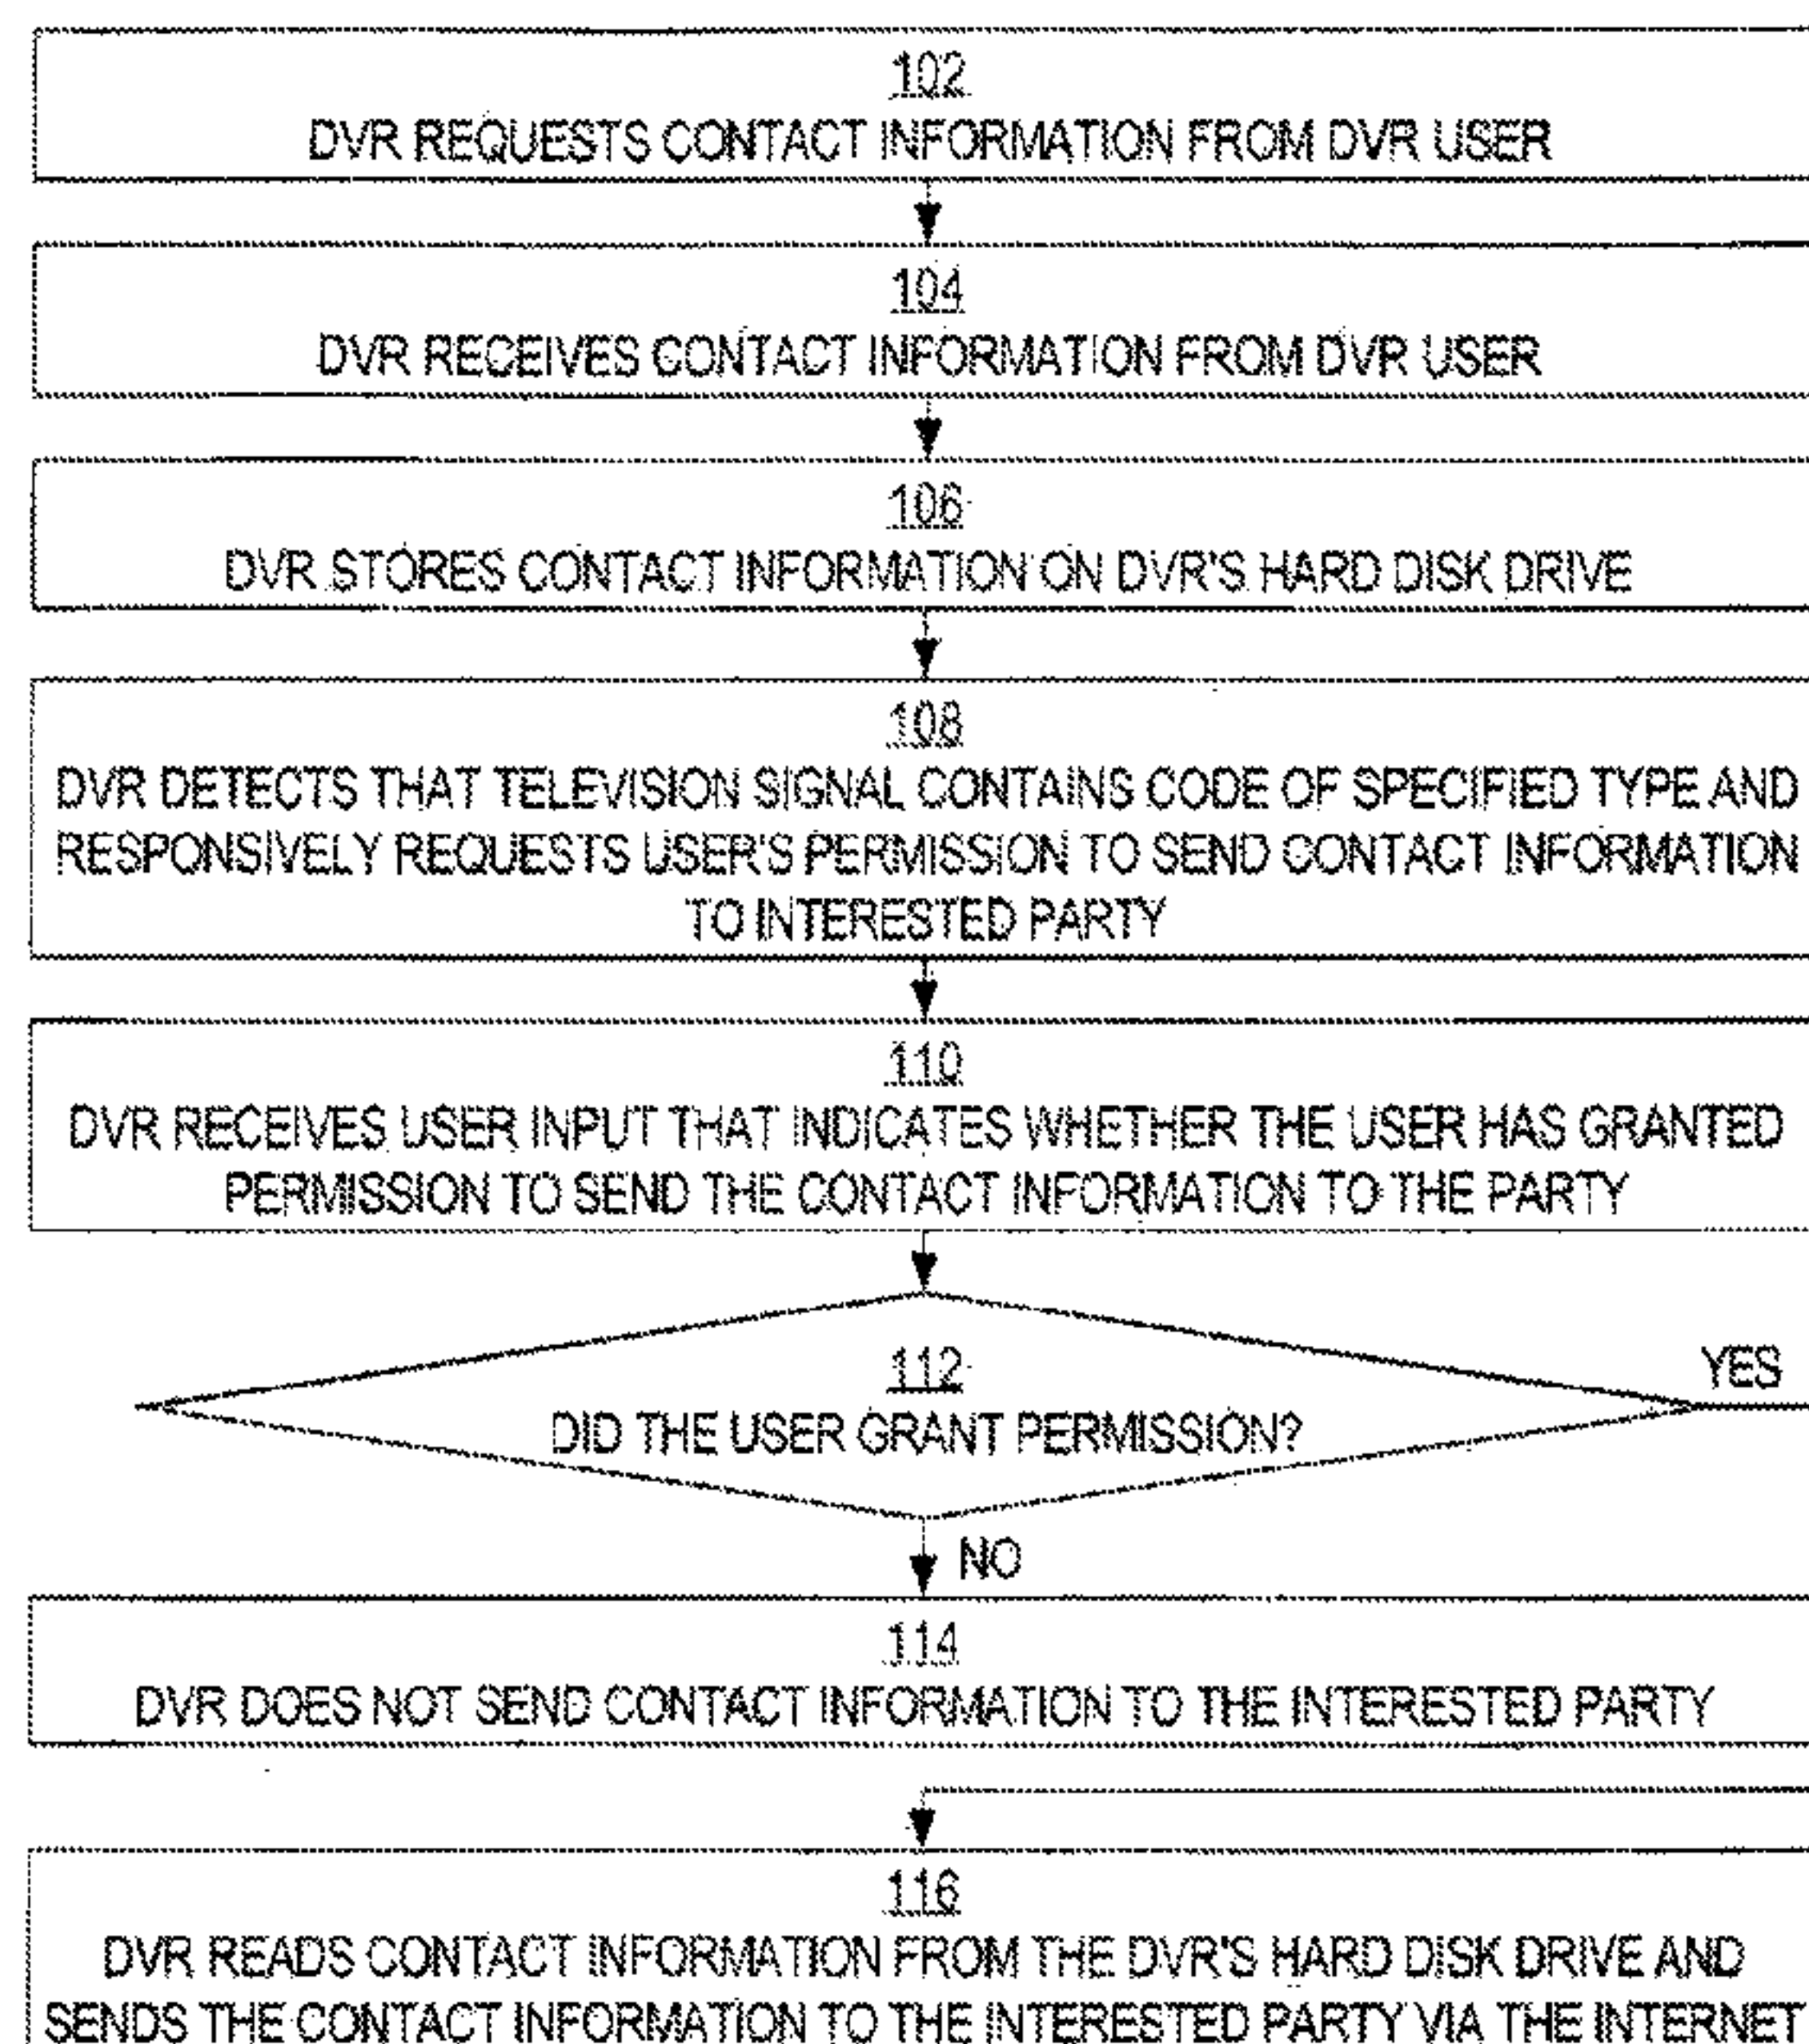 102
DVR REQUESTS CONTACT INFORMATION FROM DVR USER
104
DVR RECEIVES CONTACT INFORMATION FROM DVR USER
106
DVR STORES CONTACT INFORMATION ON DVR'S HARD DISK DRIVE
108
DVR DETECTS THAT TELEVISION SIGNAL CONTAINS CODE OF SPECIFIED TYPE AND
RESPONSIVELY REQUESTS USER'S PERMISSION TO SEND CONTACT INFORMATION
TO INTERESTED PARTY
110
DVR RECEIVES USER INPUT THAT INDICATES WHETHER THE USER HAS GRANTED
PERMISSION TO SEND THE CONTACT INFORMATION TO THE PARTY
112
YES
DID THE USER GRANT PERMISSION?
NO
114
DVR DOES NOT SEND CONTACT INFORMATION TO THE INTERESTED PARTY
116
DVR READS CONTACT INFORMATION FROM THE DVR'S HARD DISK DRIVE AND
SENDS THE CONTACT INFORMATION TO THE INTERESTED PARTY VIA THE INTERNET